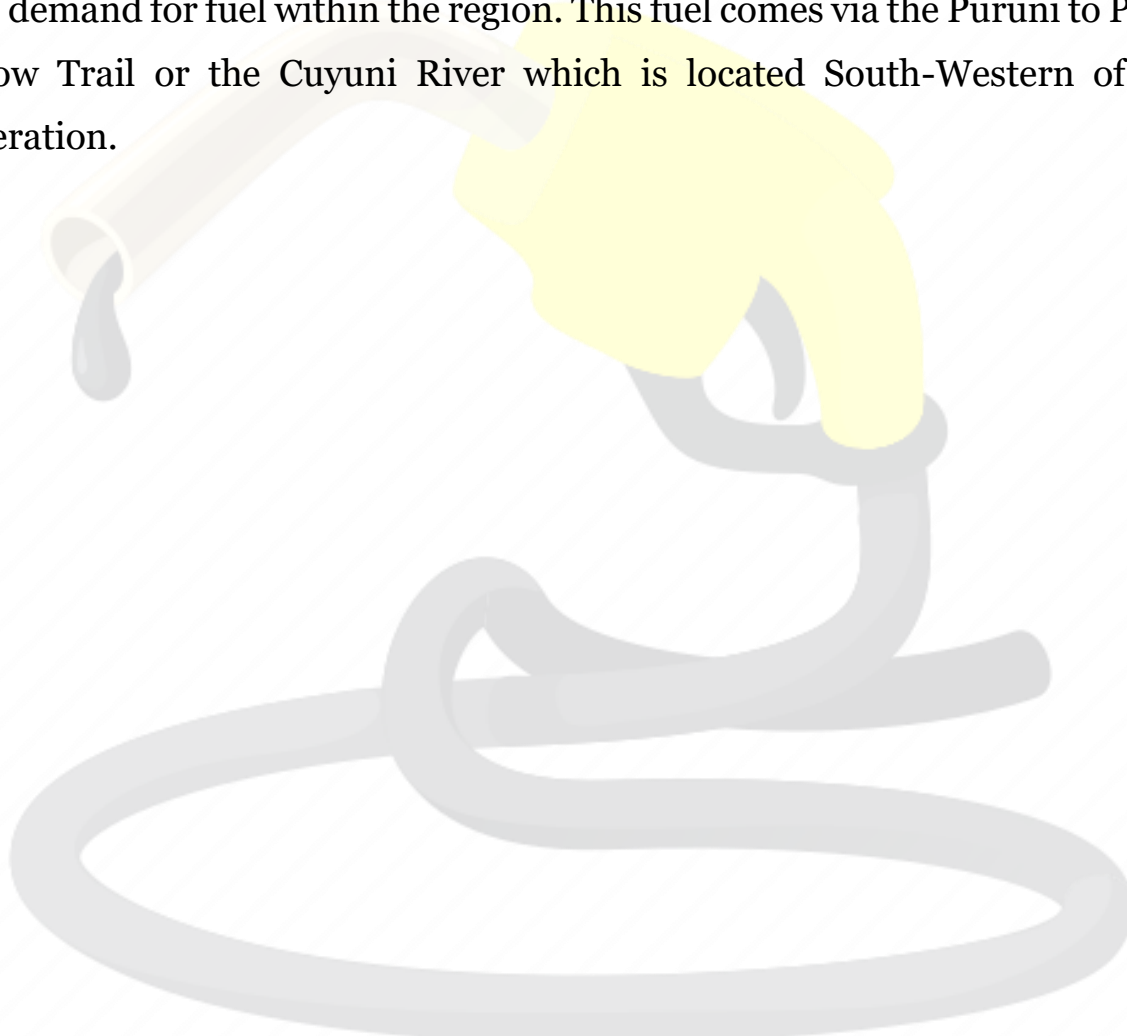 demand for fuel within the region. This fuel comes via the Puruni to P
ow Trail or the Cuyuni River which is located South-Western of
eration.